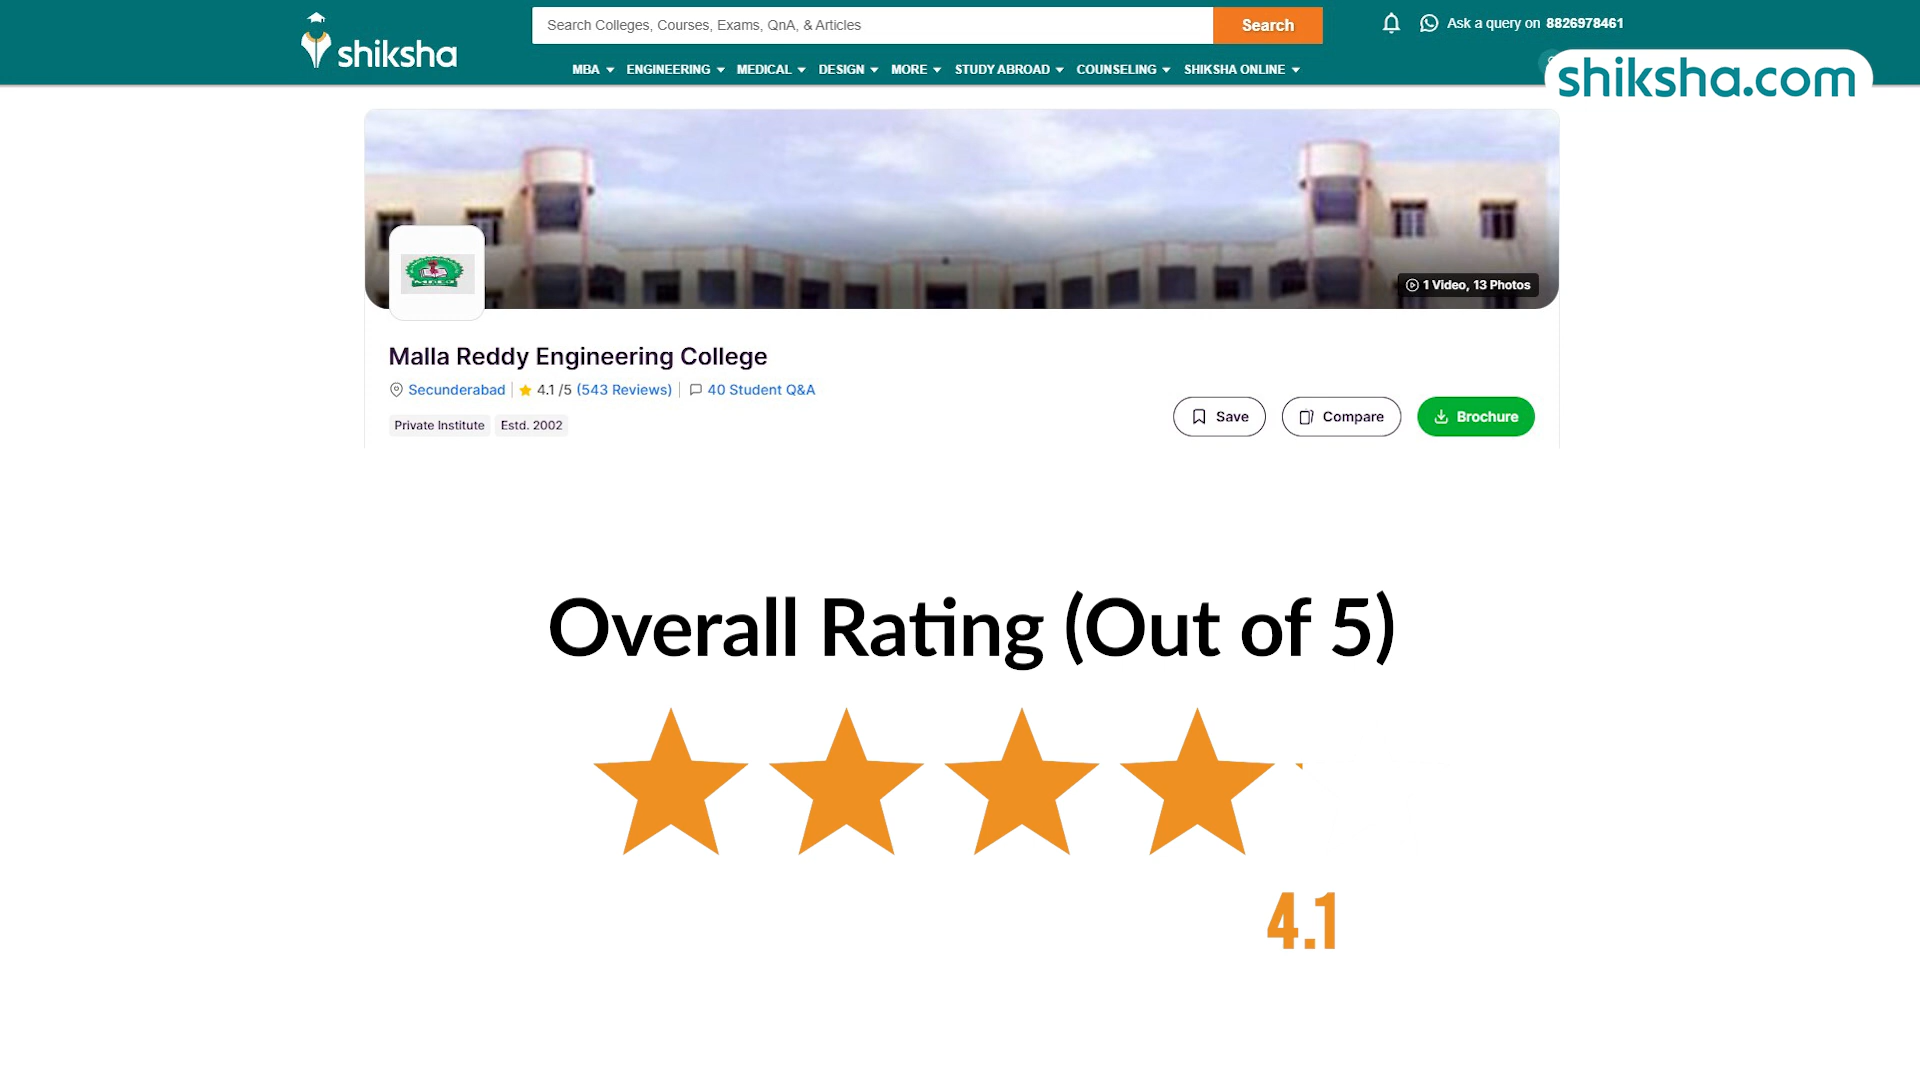 shiksha
Search Colleges, Courses, Exams, QnA, & Articles
Search
Ask a query on 8826978461
MBA
ENGINEERING
MEDICAL
DESIGN
MORE
STUDY ABROAD
COUNSELING
SHIKSHA ONLINE
shiksha.com
1 Video, 13 Photos
Malla Reddy Engineering College
Secunderabad
4.1 /5 (543 Reviews)
40 Student Q&A
Private Institute
Estd. 2002
Save
Compare
Brochure
Overall Rating (Out of 5)
4.1